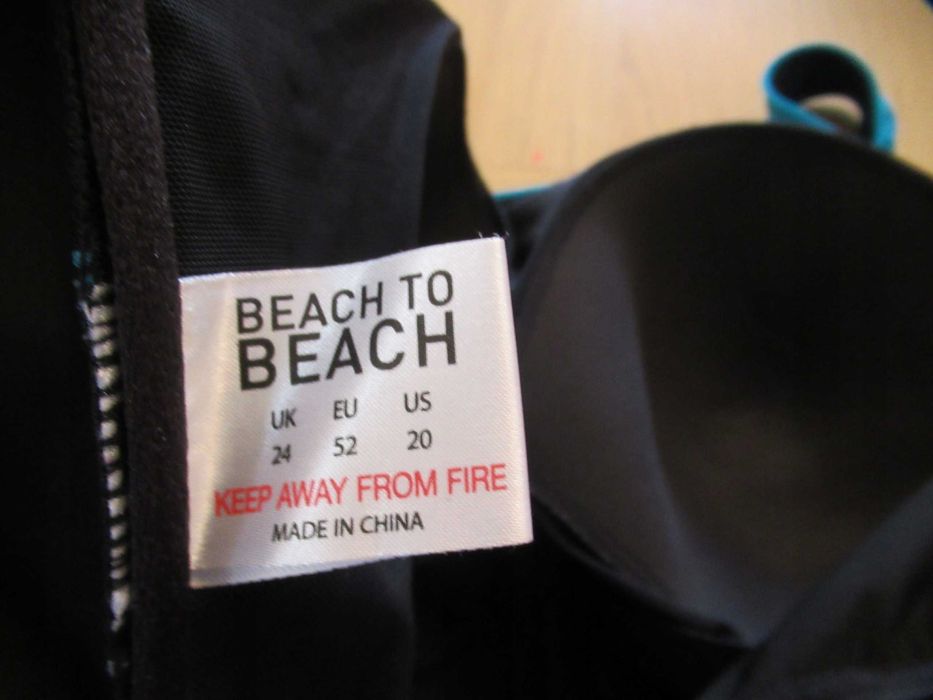 BEACH TO
BEACH
UK EU US
24 52 20
KEEP AWAY FROM FIRE
MADE IN CHINA